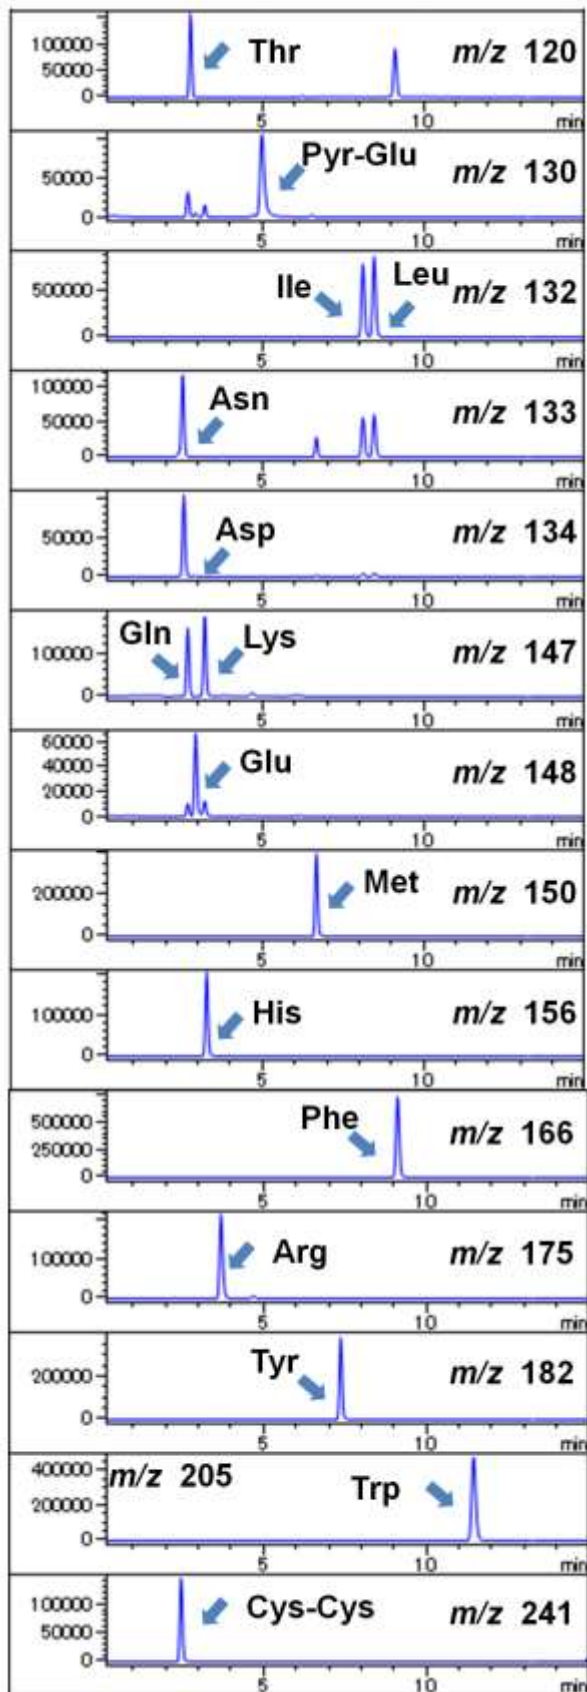 100000
50000
0
Thr
m/z 120
5 10 min
50000
0
Pyr-Glu
m/z 130
5 10 min
500000
0
Ile
Leu
m/z 132
5 10 min
100000
50000
0
Asn
m/z 133
5 10 min
50000
0
Asp
m/z 134
5 10 min
100000
0
Gln
Lys
m/z 147
5 10 min
60000
40000
20000
0
Glu
m/z 148
5 10 min
200000
0
Met
m/z 150
5 10 min
100000
0
His
m/z 156
5 10 min
500000
250000
0
Phe
m/z 166
5 10 min
100000
0
Arg
m/z 175
5 10 min
200000
0
Tyr
m/z 182
5 10 min
400000
200000
0
m/z 205
Trp
5 10 min
100000
50000
0
Cys-Cys
m/z 241
5 10 min